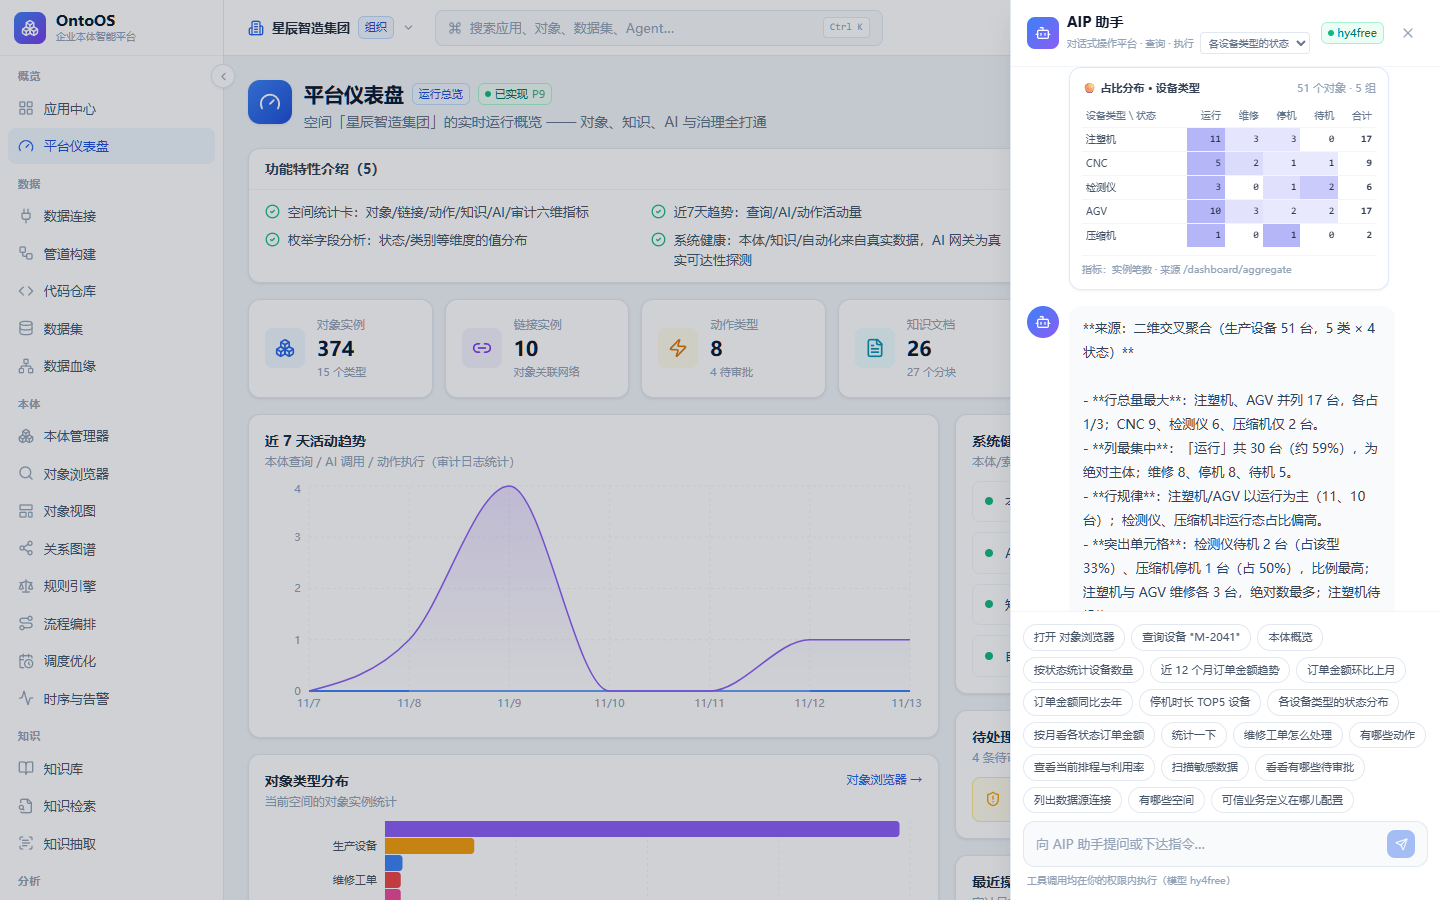 OntoOS
企业本体智能平台
概览
应用中心
平台仪表盘
数据
数据连接
管道构建
代码仓库
数据集
数据血缘
本体
本体管理器
对象浏览器
对象视图
关系图谱
规则引擎
流程编排
调度优化
时序与告警
知识
知识库
知识检索
知识抽取
分析
星辰智造集团 组织
⌘ 搜索应用、对象、数据集、Agent... Ctrl K
平台仪表盘 运行总览 已实现 P9
空间「星辰智造集团」的实时运行概览 —— 对象、知识、AI 与治理全打通
功能特性介绍（5）
空间统计卡：对象/链接/动作/知识/AI/审计六维指标
近7天趋势：查询/AI/动作活动量
枚举字段分析：状态/类别等维度的值分布
系统健康：本体/知识/自动化来自真实数据，AI 网关为真
实可达性探测
对象实例
374
15 个类型
链接实例
10
对象关联网络
动作类型
8
4 待审批
知识文档
26
27 个分块
近 7 天活动趋势
本体查询 / AI 调用 / 动作执行（审计日志统计）
4
3
2
1
0
11/7 11/8 11/9 11/10 11/11 11/12 11/13
系统健
本体/
待处理
4 条待
最近操
对象类型分布
对象浏览器 →
当前空间的对象实例统计
生产设备
维修工单
AIP 助手
对话式操作平台 · 查询 · 执行
各设备类型的状态
hy4free
占比分布 • 设备类型 51 个对象 · 5 组
设备类型 \ 状态 运行 维修 停机 待机 合计
注塑机 11 3 3 0 17
CNC 5 2 1 1 9
检测仪 3 0 1 2 6
AGV 10 3 2 2 17
压缩机 1 0 1 0 2
指标：实例笔数 · 来源 /dashboard/aggregate
**来源：二维交叉聚合（生产设备 51 台，5 类 × 4
状态）**
- **行总量最大**：注塑机、AGV 并列 17 台，各占
1/3；CNC 9、检测仪 6、压缩机仅 2 台。
- **列最集中**：「运行」共 30 台（约 59%），为
绝对主体；维修 8、停机 8、待机 5。
- **行规律**：注塑机/AGV 以运行为主（11、10
台）；检测仪、压缩机非运行态占比偏高。
- **突出单元格**：检测仪待机 2 台（占该型
33%）、压缩机停机 1 台（占 50%），比例最高；
注塑机与 AGV 维修各 3 台，绝对数最多；注塑机待
打开 对象浏览器
查询设备 "M-2041"
本体概览
按状态统计设备数量
近 12 个月订单金额趋势
订单金额环比上月
订单金额同比去年
停机时长 TOP5 设备
各设备类型的状态分布
按月看各状态订单金额
统计一下
维修工单怎么处理
有哪些动作
查看当前排程与利用率
扫描敏感数据
看看有哪些待审批
列出数据源连接
有哪些空间
可信业务定义在哪儿配置
向 AIP 助手提问或下达指令...
工具调用均在你的权限内执行（模型 hy4free）